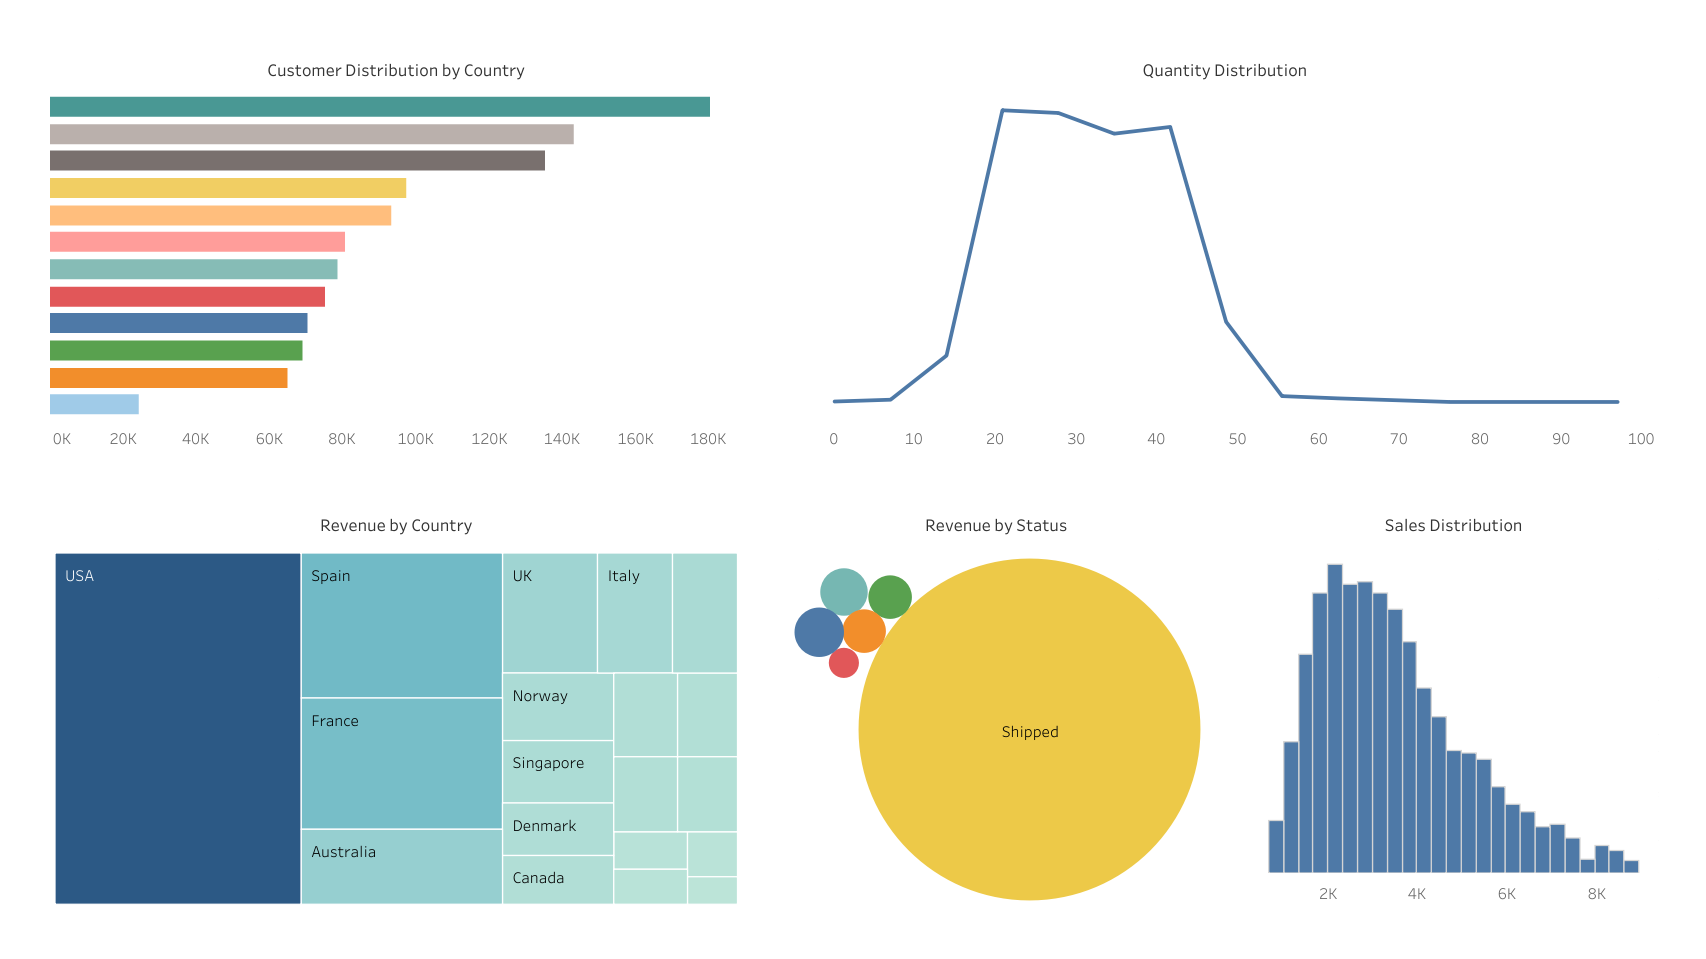 Customer Distribution by Country
0K 20K 40K 60K 80K 100K 120K 140K 160K 180K
Quantity Distribution
0 10 20 30 40 50 60 70 80 90 100
Revenue by Country
USA
Spain
France
Australia
UK
Italy
Norway
Singapore
Denmark
Canada
Revenue by Status
Shipped
Sales Distribution
2K 4K 6K 8K